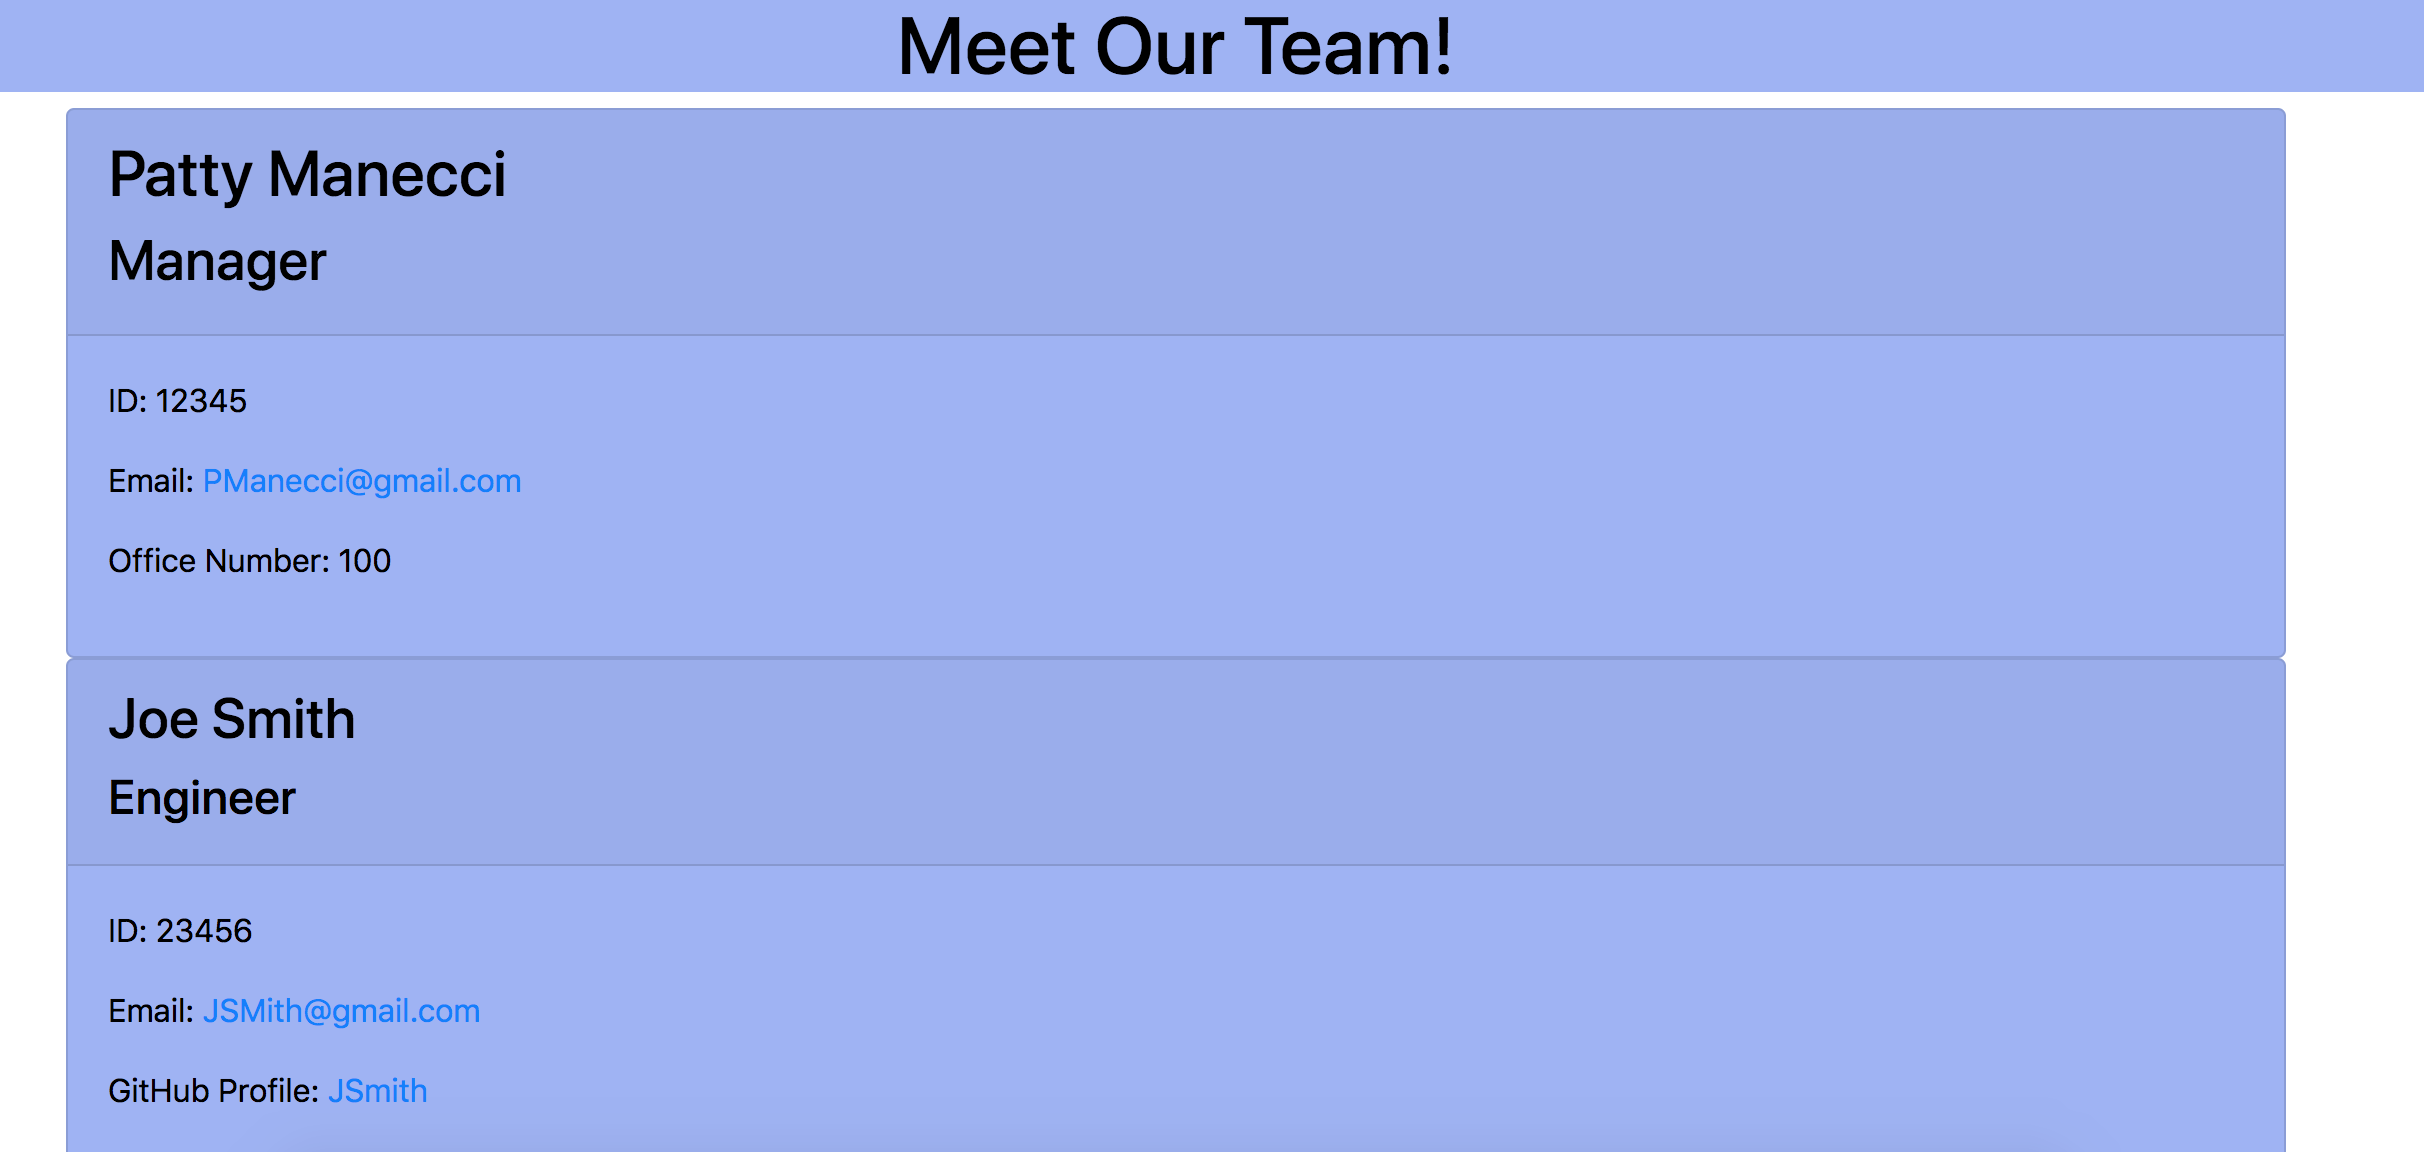 Meet Our Team!
Patty Manecci
Manager
ID: 12345
Email: PManecci@gmail.com
Office Number: 100
Joe Smith
Engineer
ID: 23456
Email: JSMith@gmail.com
GitHub Profile: JSmith